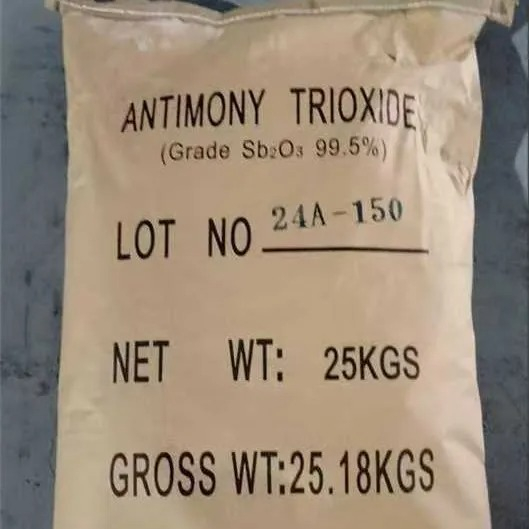 ANTIMONY TRIOXIDE
(Grade Sb₂O₃ 99.5%)
LOT NO 24A-150
NET WT: 25KGS
GROSS WT:25.18KGS